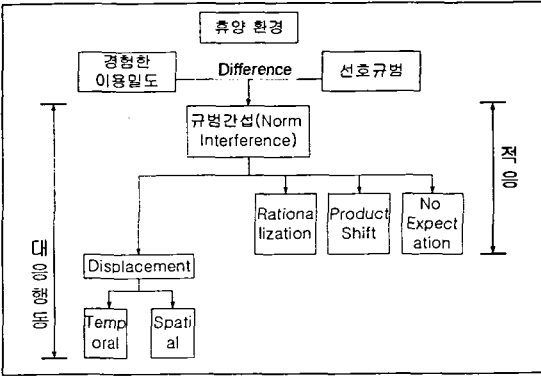 휴양 환경
경험한
이용밀도
Difference
선호규범
규범간섭(Norm
Interference)
적응
Rationa
lization
Product
Shift
No
Expect
ation
대응행동
Displacement
Temp
oral
Spati
al